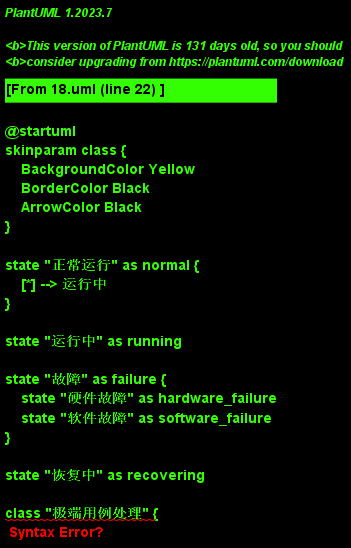 PlantUML 1.2023.7
<b>This version of PlantUML is 131 days old, so you should
<b>consider upgrading from https://plantuml.com/download
[From 18.uml (line 22) ]
@startuml
skinparam class {
BackgroundColor Yellow
BorderColor Black
ArrowColor Black
}
state "正常运行" as normal {
[*] --> 运行中
}
state "运行中" as running
state "故障" as failure {
state "硬件故障" as hardware_failure
state "软件故障" as software_failure
}
state "恢复中" as recovering
class "极端用例处理" {
Syntax Error?